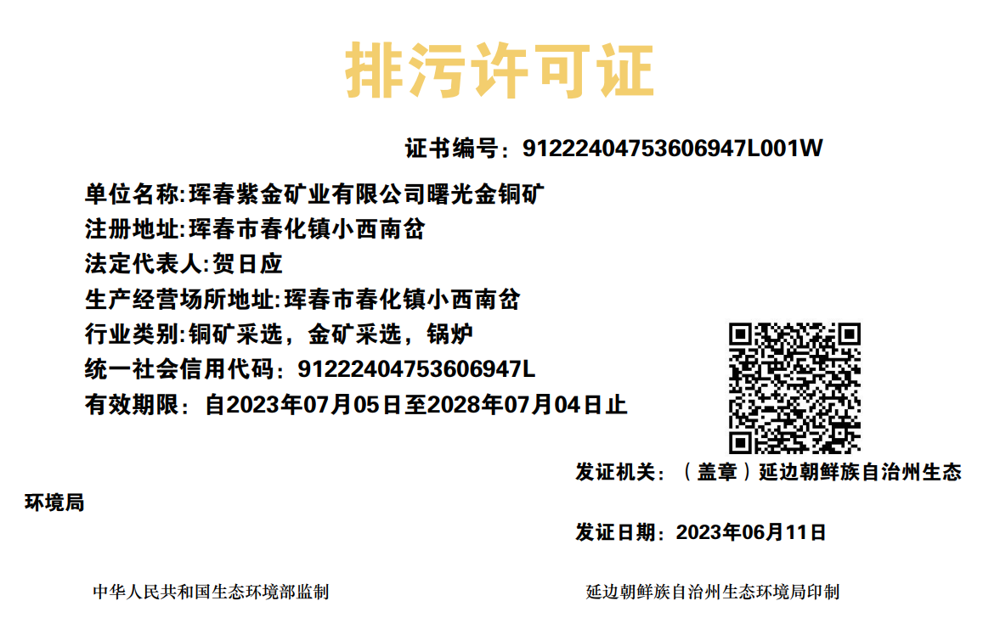 排污许可证
证书编号：91222404753606947L001W
单位名称:珲春紫金矿业有限公司曙光金铜矿
注册地址:珲春市春化镇小西南岔
法定代表人:贺日应
生产经营场所地址:珲春市春化镇小西南岔
行业类别:铜矿采选，金矿采选，锅炉
统一社会信用代码：91222404753606947L
有效期限：自2023年07月05日至2028年07月04日止
发证机关：（盖章）延边朝鲜族自治州生态
环境局
发证日期：2023年06月11日
中华人民共和国生态环境部监制
延边朝鲜族自治州生态环境局印制